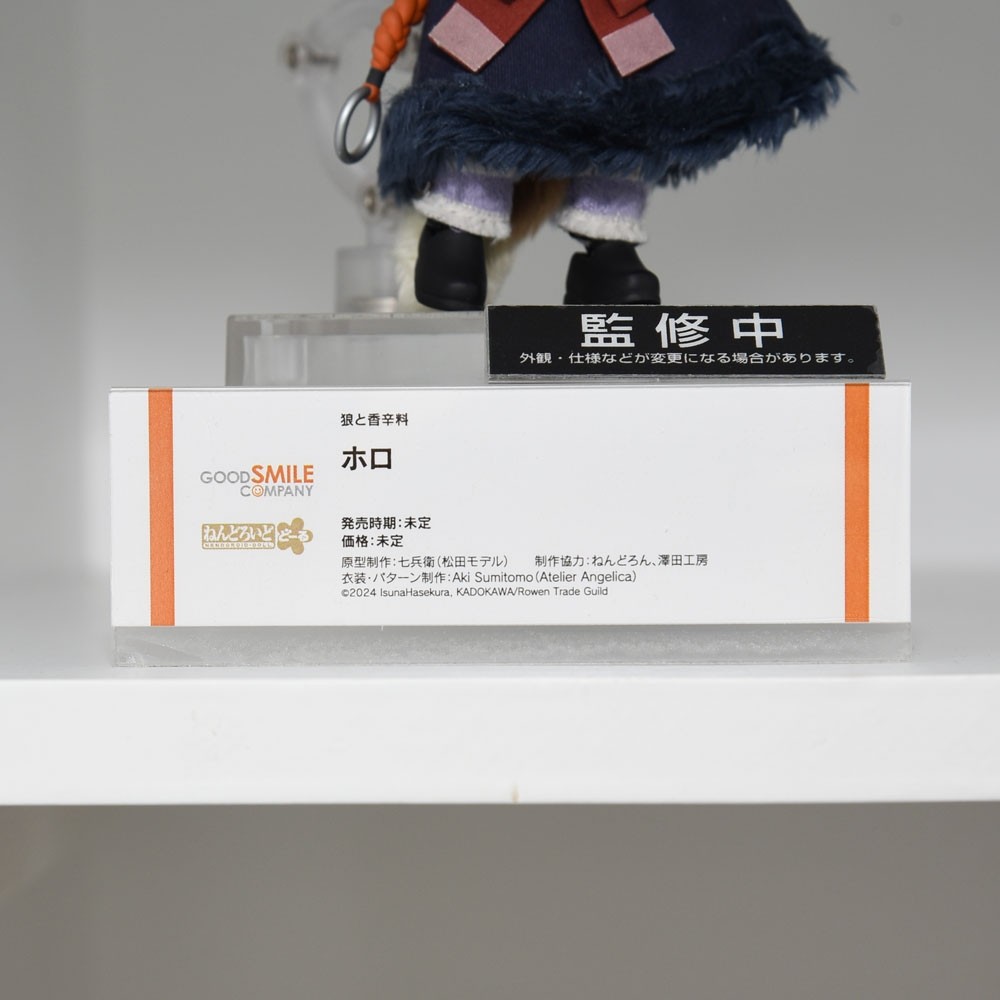 監修中
外観・仕様などが変更になる場合があります。
狼と香辛料
ホロ
GOOD SMILE
COMPANY
ねんどろいど
どーる
NENDOROID-DOLL
発売時期：未定
価格：未定
原型制作：七兵衛（松田モデル）　制作協力：ねんどろん、澤田工房
衣装・パターン制作：Aki Sumitomo（Atelier Angelica）
©2024 IsunaHasekura, KADOKAWA/Rowen Trade Guild